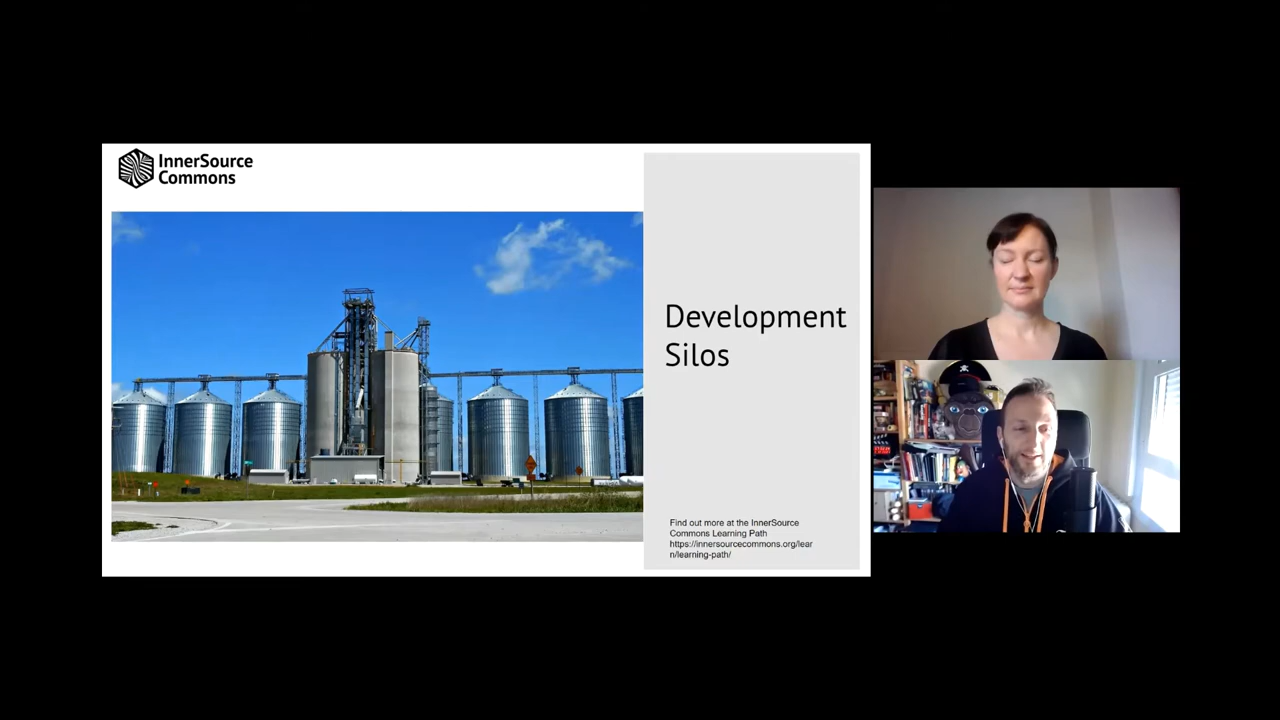 InnerSource
Commons
Development
Silos
Find out more at the InnerSource
Commons Learning Path
https://innersourcecommons.org/lear
n/learning-path/